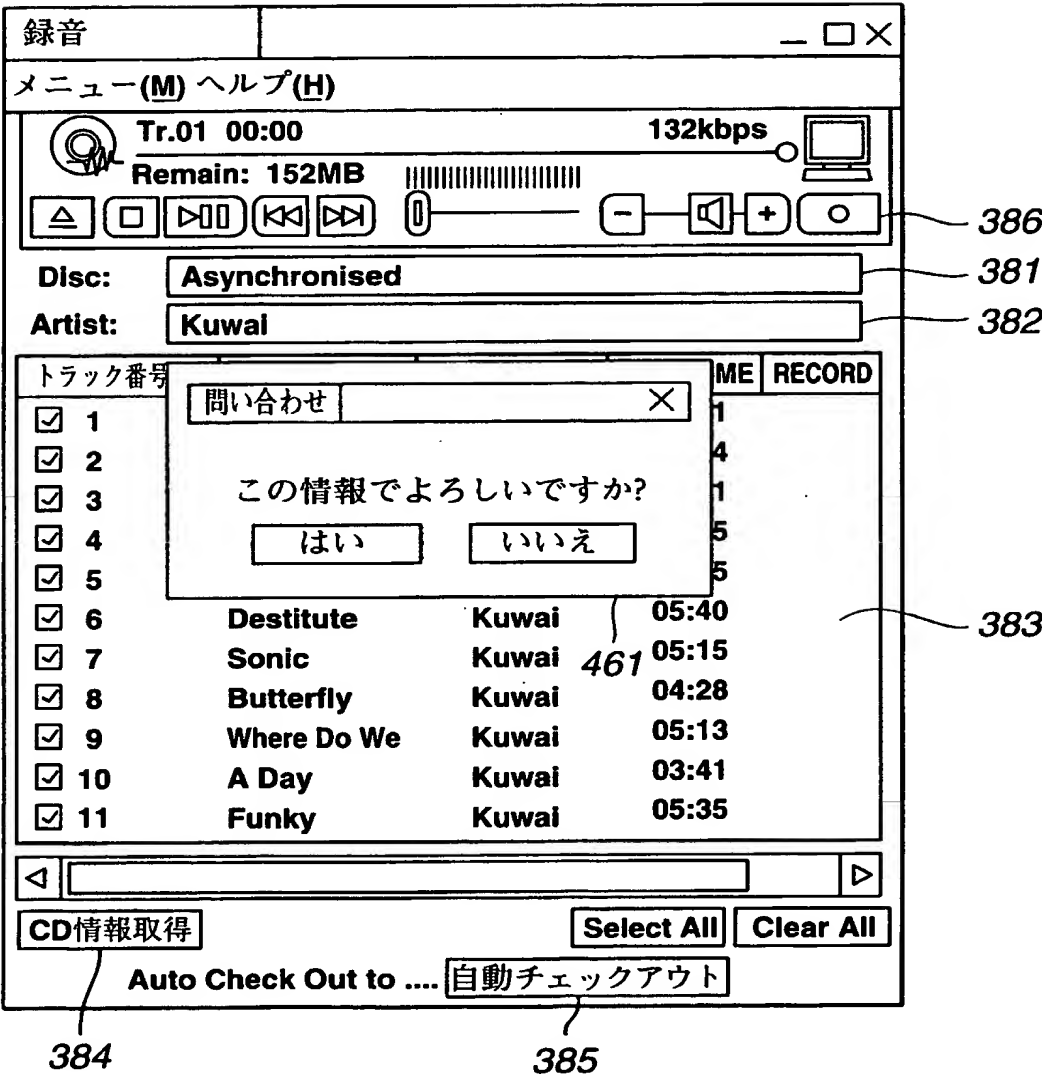 録音
メニュー(M) ヘルプ(H)
Tr.01 00:00 132kbps
Remain: 152MB
386
Disc: Asynchronised 381
Artist: Kuwai 382
トラック番号 ME RECORD
問い合わせ
1 1
2 4
3 1
この情報でよろしいですか?
4 5
はい いいえ
5 5
6 Destitute Kuwai 05:40
383
7 Sonic Kuwai 05:15
461
8 Butterfly Kuwai 04:28
9 Where Do We Kuwai 05:13
10 A Day Kuwai 03:41
11 Funky Kuwai 05:35
CD情報取得 Select All Clear All
Auto Check Out to .... 自動チェックアウト
384 385